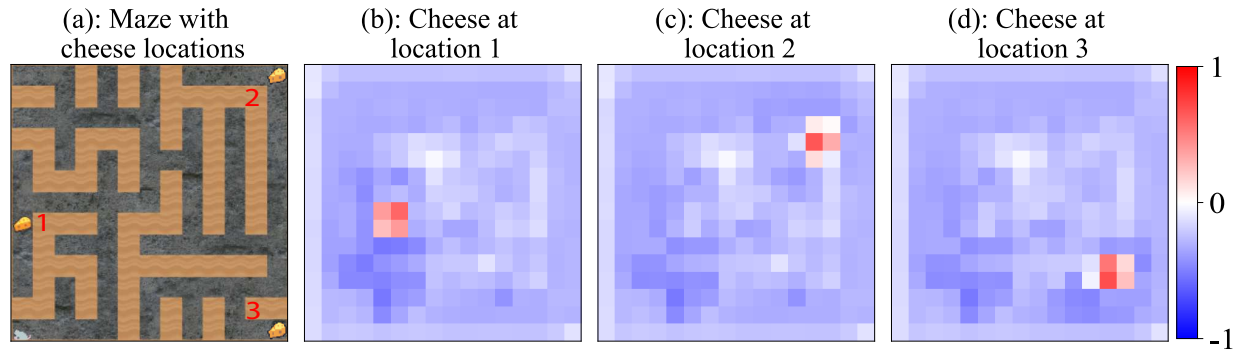 (a): Maze with
cheese locations
(b): Cheese at
location 1
(c): Cheese at
location 2
(d): Cheese at
location 3
2
1
3
1
0
-1